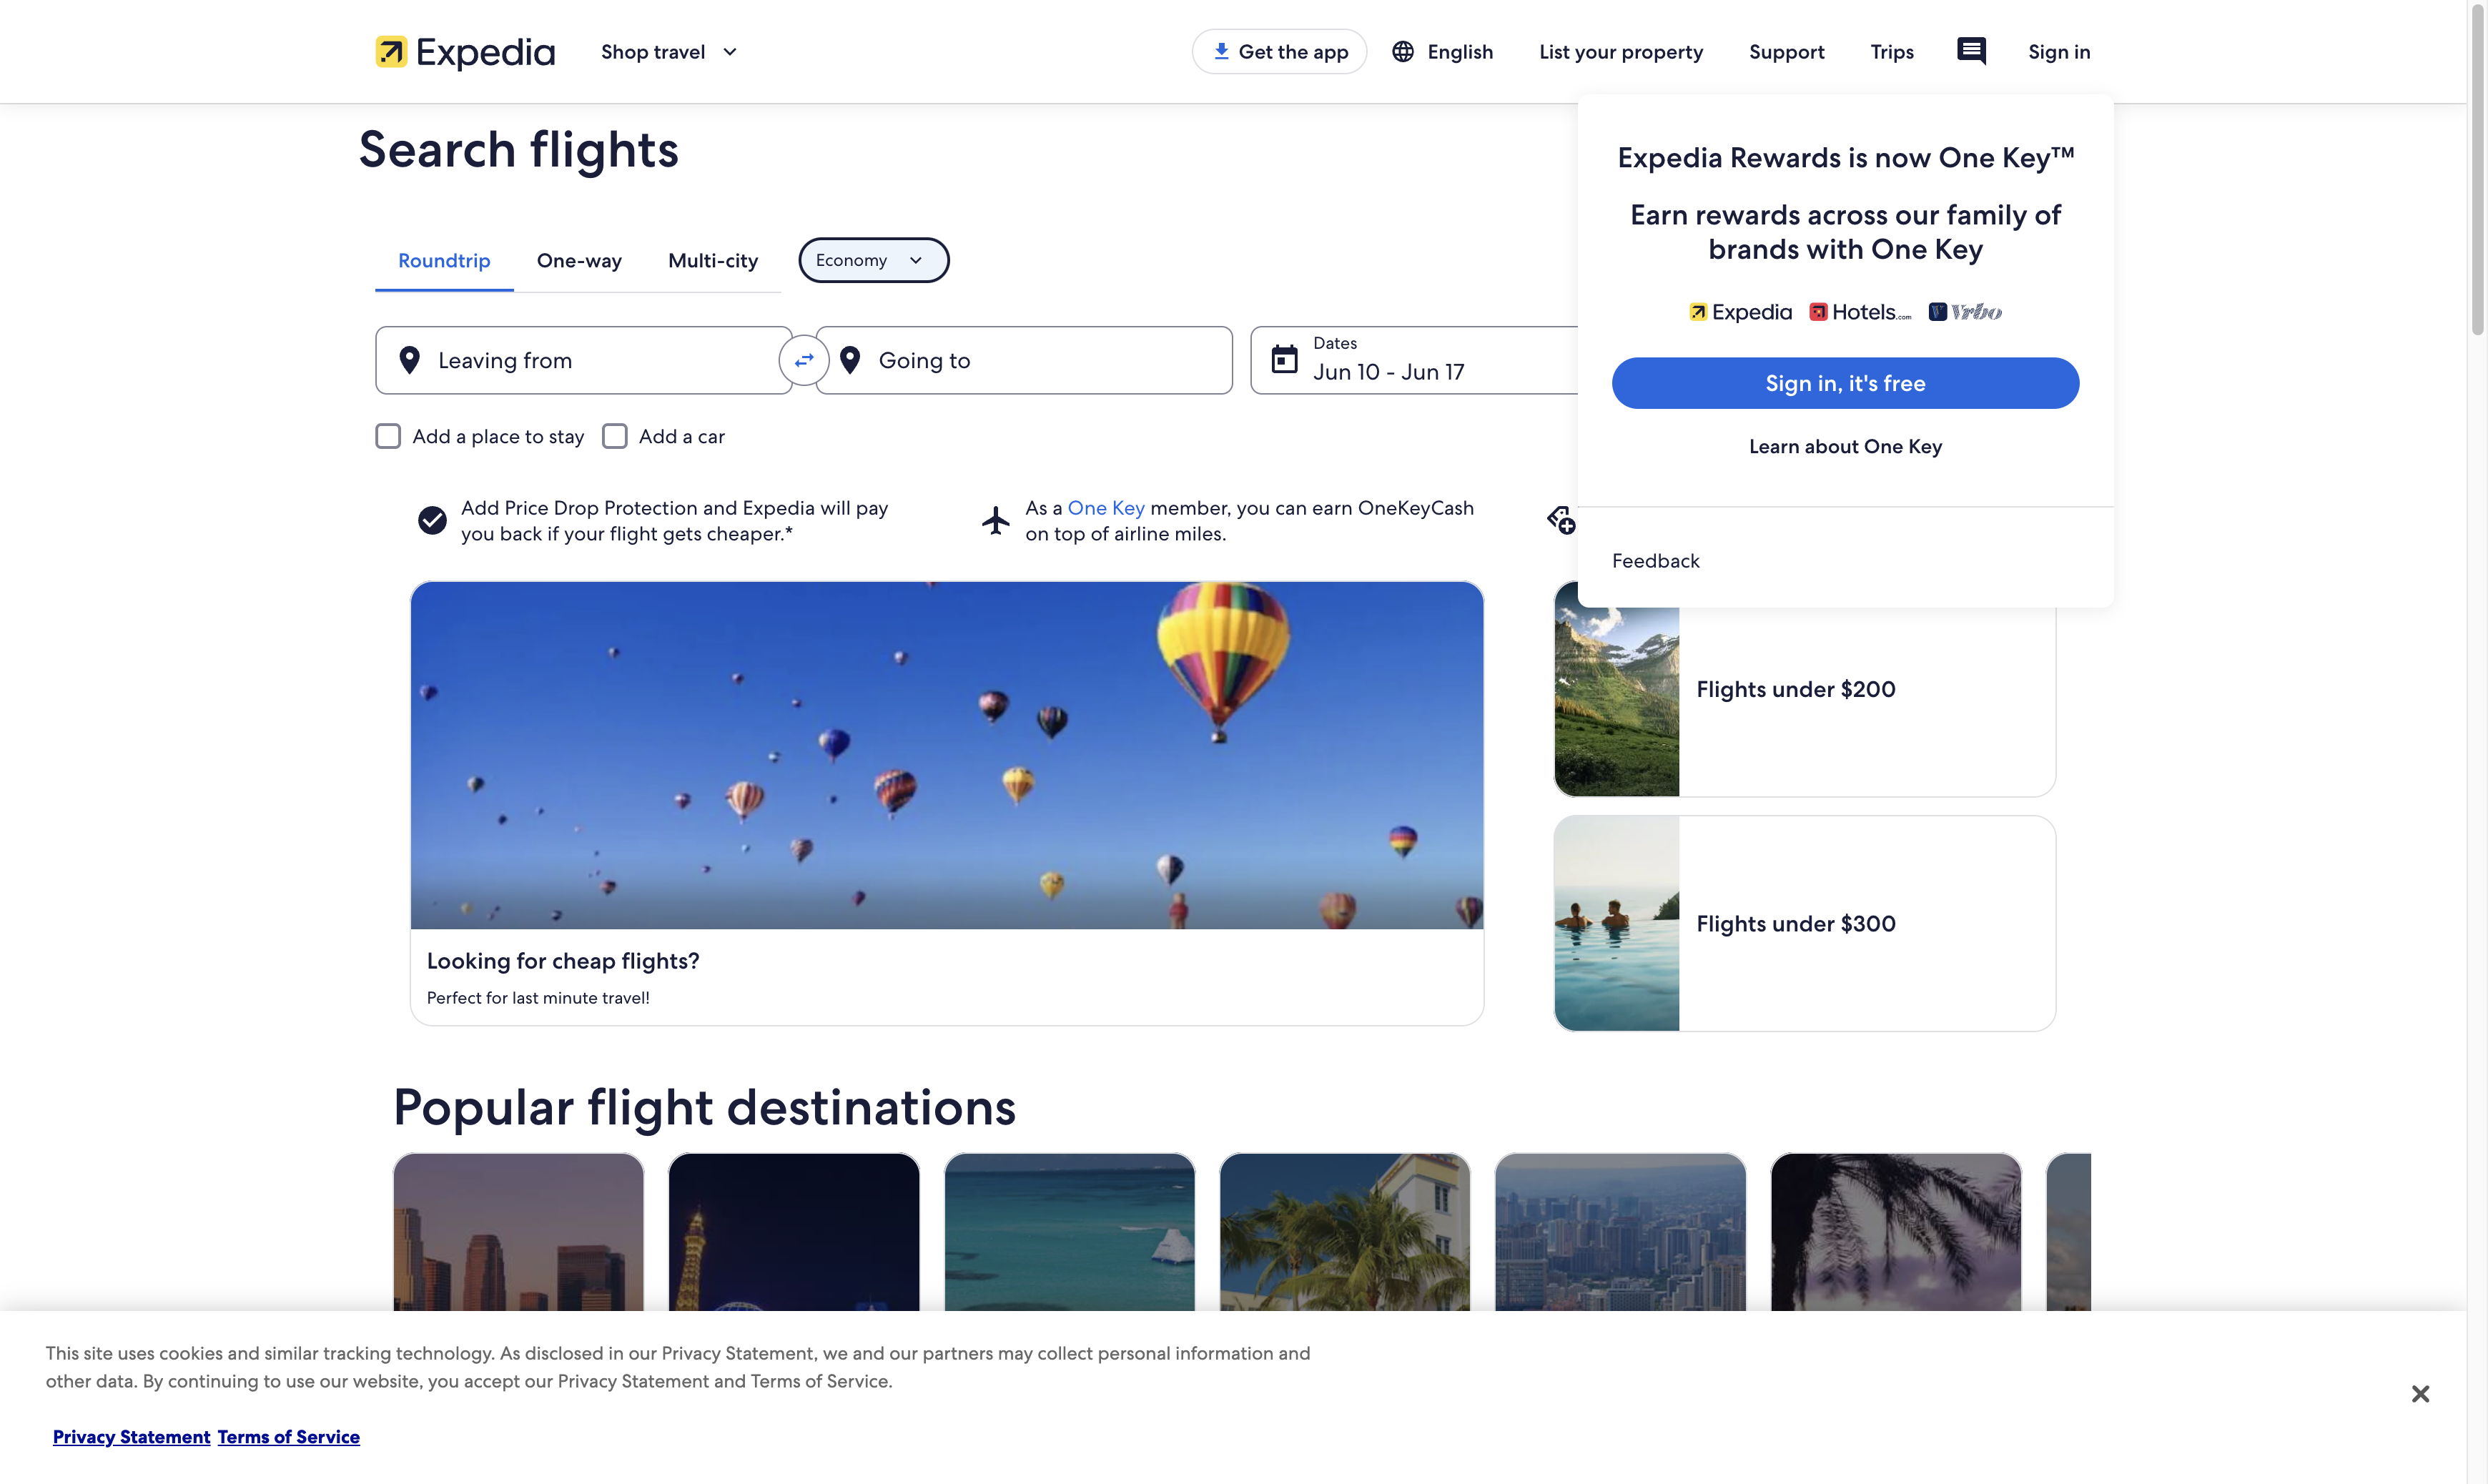 Expedia
Shop travel
Get the app
English
List your property
Support
Trips
Sign in
Search flights
Expedia Rewards is now One Key™
Earn rewards across our family of
brands with One Key
Expedia Hotels.com Vrbo
Sign in, it's free
Learn about One Key
Feedback
Roundtrip
One-way
Multi-city
Economy
Leaving from
Going to
Dates
Jun 10 - Jun 17
Add a place to stay
Add a car
Add Price Drop Protection and Expedia will pay
you back if your flight gets cheaper.*
As a One Key member, you can earn OneKeyCash
on top of airline miles.
Looking for cheap flights?
Perfect for last minute travel!
Flights under $200
Flights under $300
Popular flight destinations
This site uses cookies and similar tracking technology. As disclosed in our Privacy Statement, we and our partners may collect personal information and
other data. By continuing to use our website, you accept our Privacy Statement and Terms of Service.
Privacy Statement Terms of Service